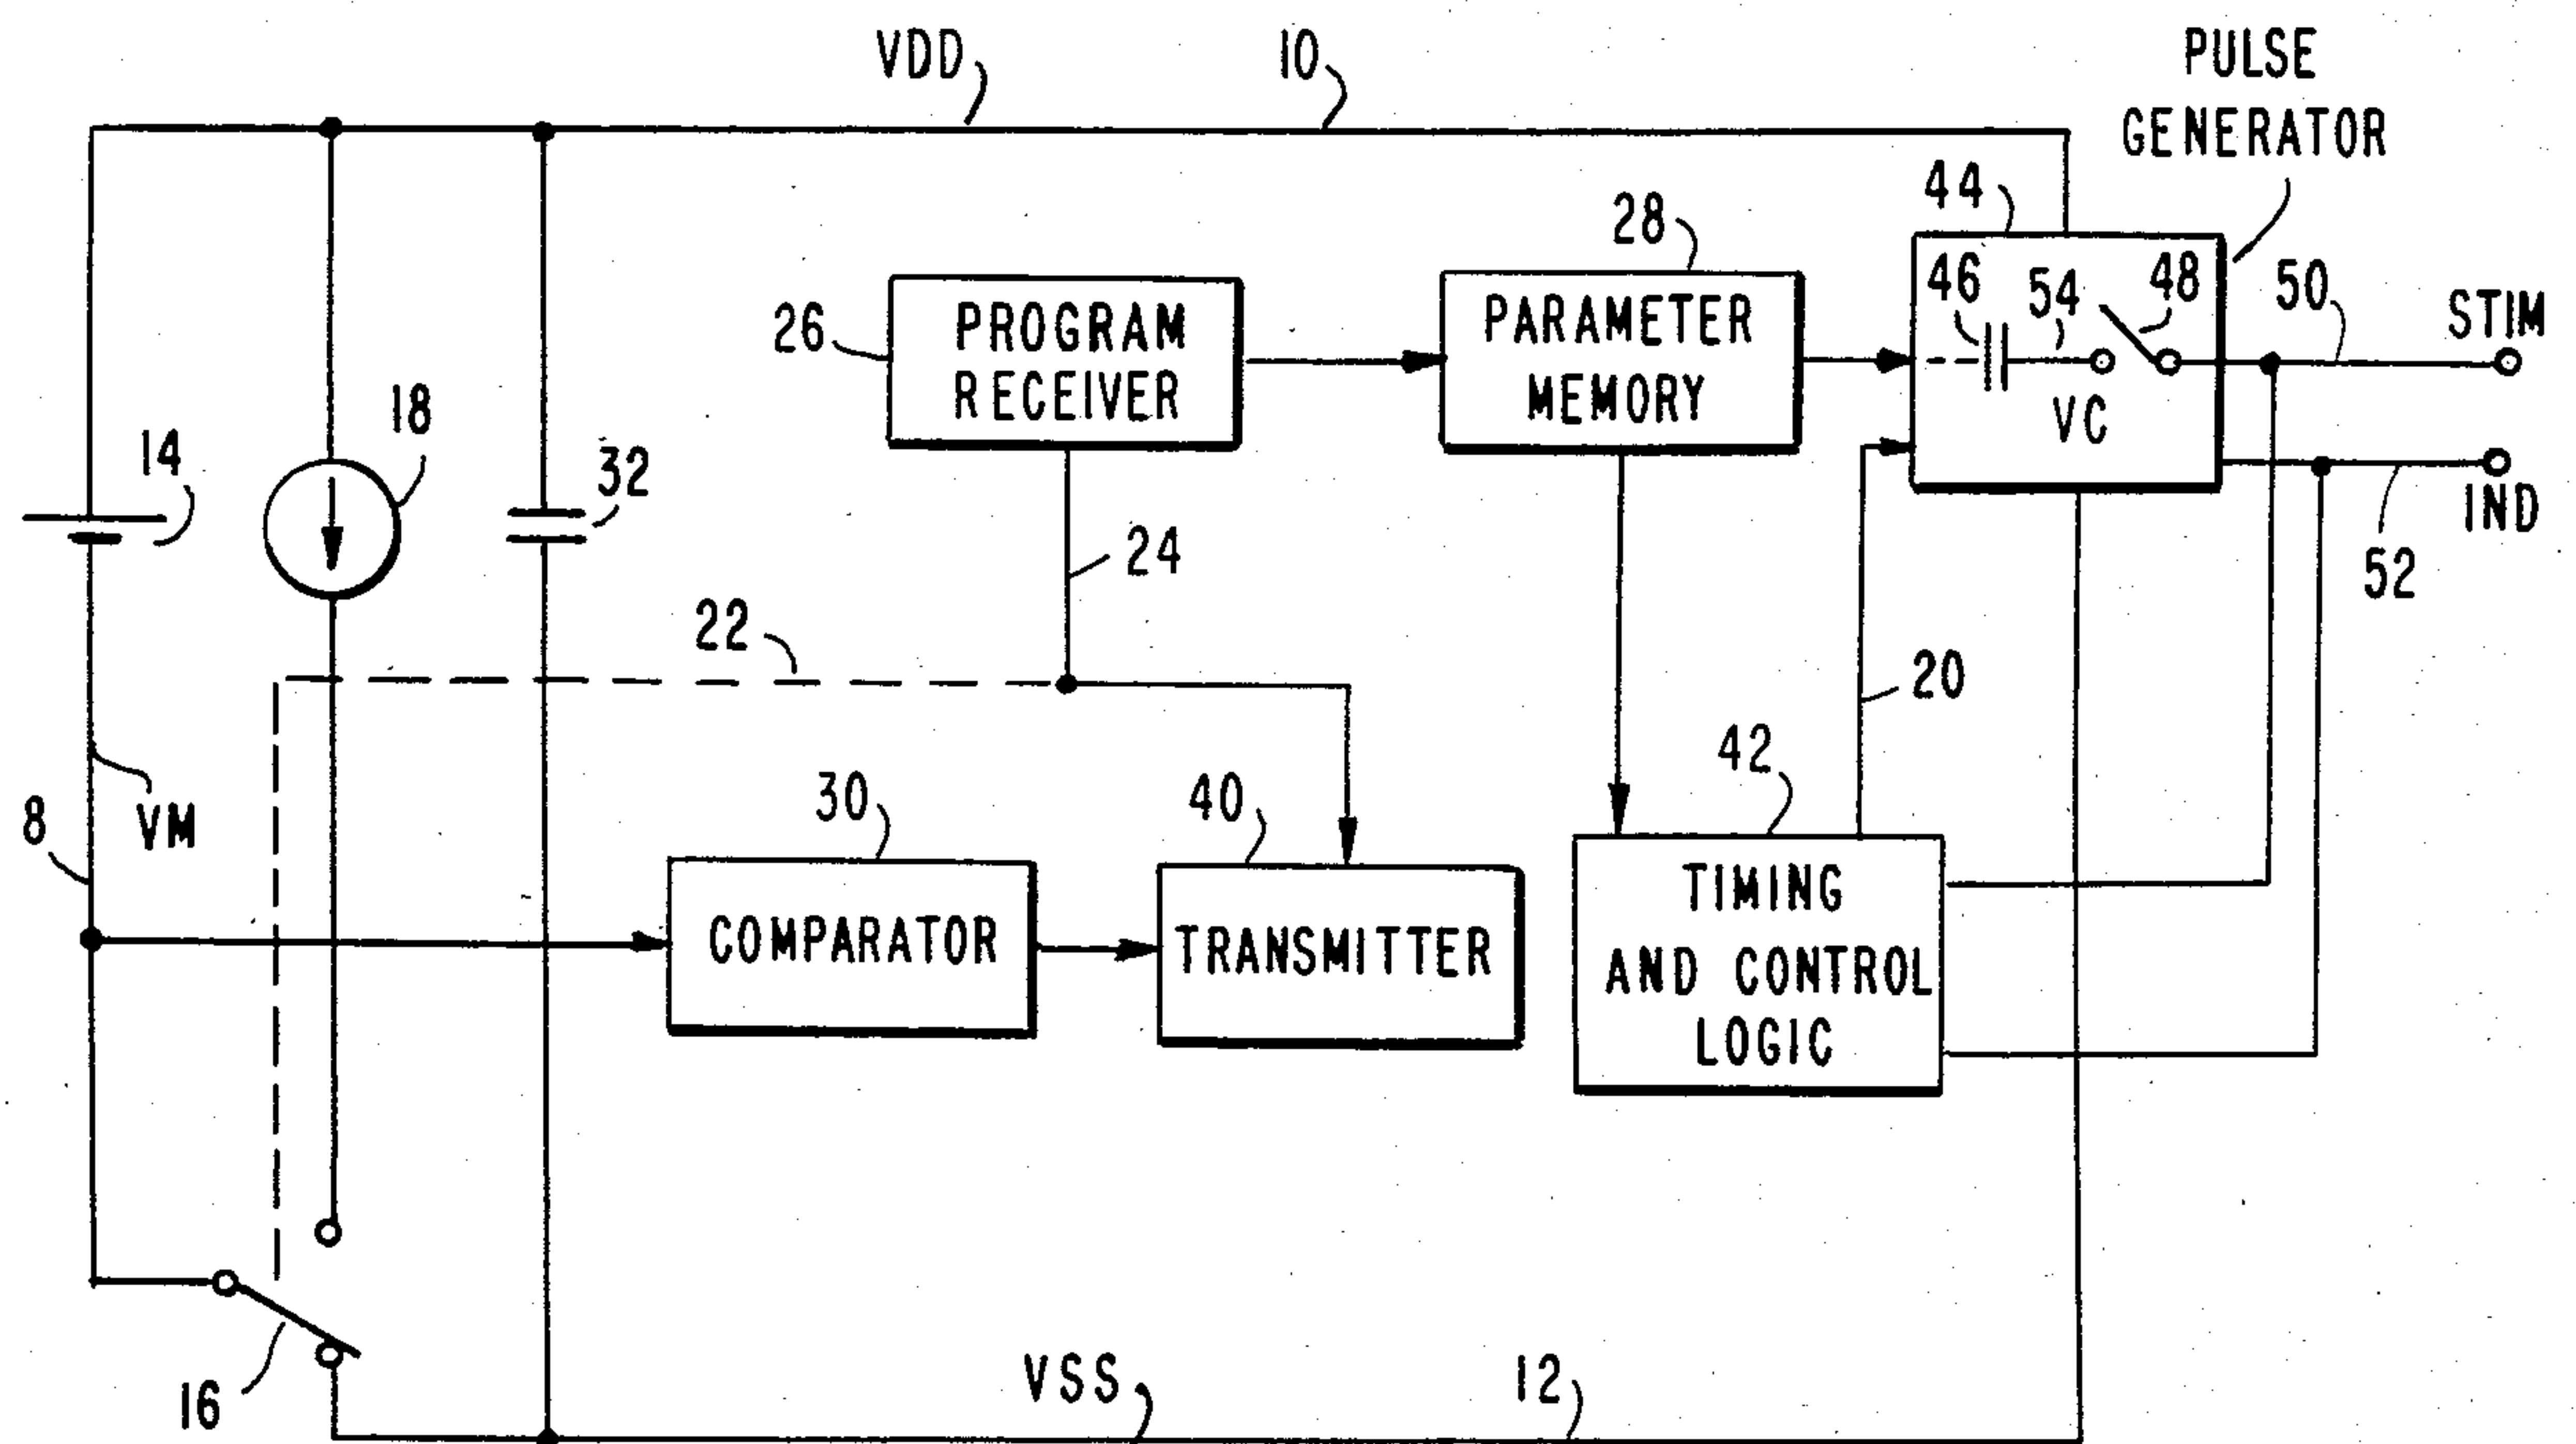 VDD
10
PULSE
GENERATOR
44
28
46
54
48
50
STIM
26
PROGRAM
RECEIVER
PARAMETER
MEMORY
VC
18
14
32
IND
24
52
22
20
42
8
VM
30
40
TIMING
AND CONTROL
LOGIC
COMPARATOR
TRANSMITTER
16
VSS
12